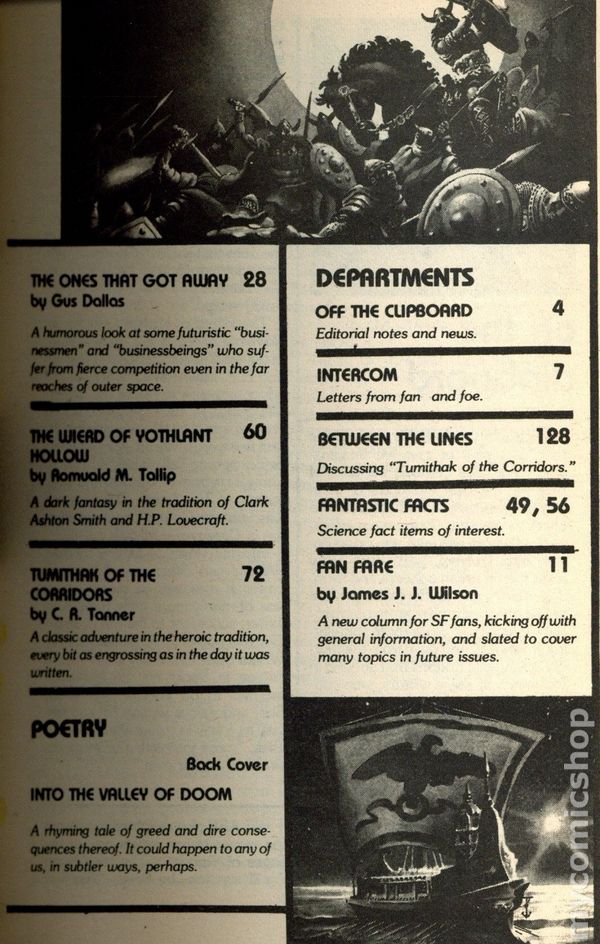 THE ONES THAT GOT AWAY 28
by Gus Dallas
A humorous look at some futuristic "busi-
nessmen" and "businessbeings" who suf-
fer from fierce competition even in the far
reaches of outer space.
THE WIERD OF YOTHLANT 60
HOLLOW
by Romuald M. Tallip
A dark fantasy in the tradition of Clark
Ashton Smith and H.P. Lovecraft.
TUMITHAK OF THE 72
CORRIDORS
by C. R. Tanner
A classic adventure in the heroic tradition,
every bit as engrossing as in the day it was
written.
POETRY
Back Cover
INTO THE VALLEY OF DOOM
A rhyming tale of greed and dire conse-
quences thereof. It could happen to any of
us, in subtler ways, perhaps.
DEPARTMENTS
OFF THE CLIPBOARD 4
Editorial notes and news.
INTERCOM 7
Letters from fan and foe.
BETWEEN THE LINES 128
Discussing "Tumithak of the Corridors."
FANTASTIC FACTS 49, 56
Science fact items of interest.
FAN FARE 11
by James J. J. Wilson
A new column for SF fans, kicking off with
general information, and slated to cover
many topics in future issues.
mycomicshop